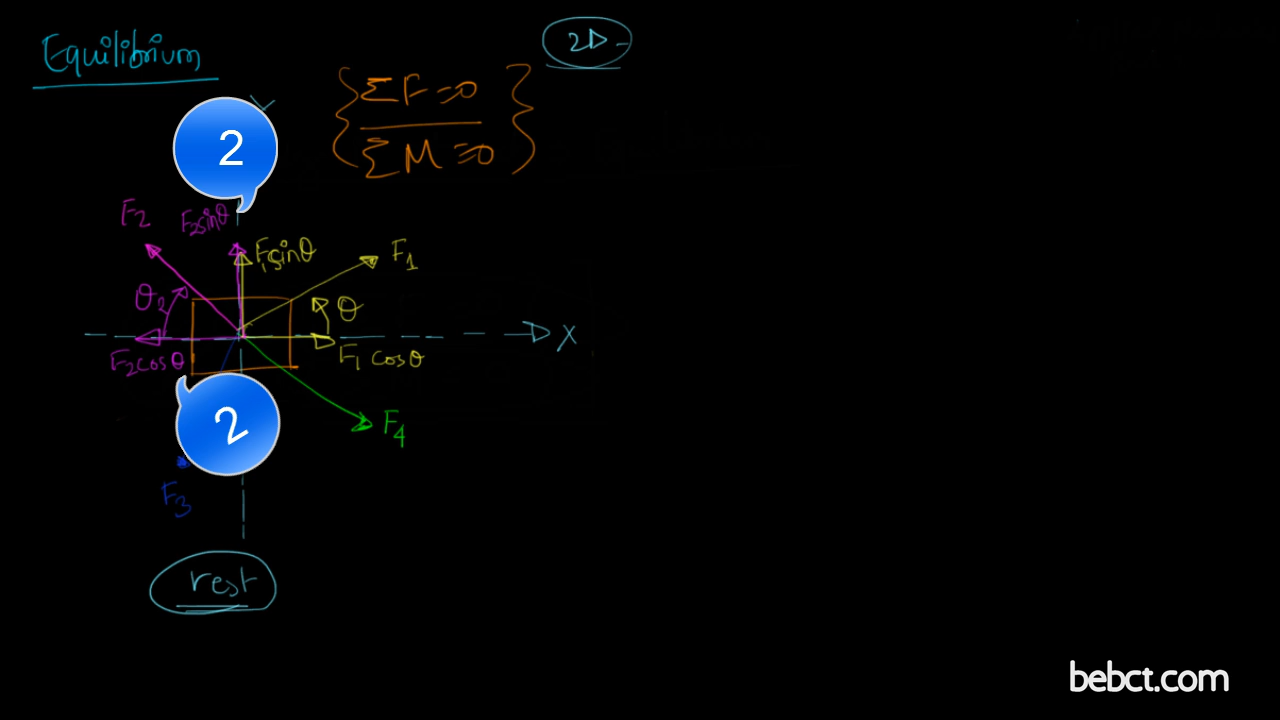 Equilibrium
2D
ΣF=0
ΣM=0
2
F2
F2sinθ
F1sinθ
F1
θ2
θ
X
F2cosθ
F1 cosθ
2
F4
F3
rest
bebct.com